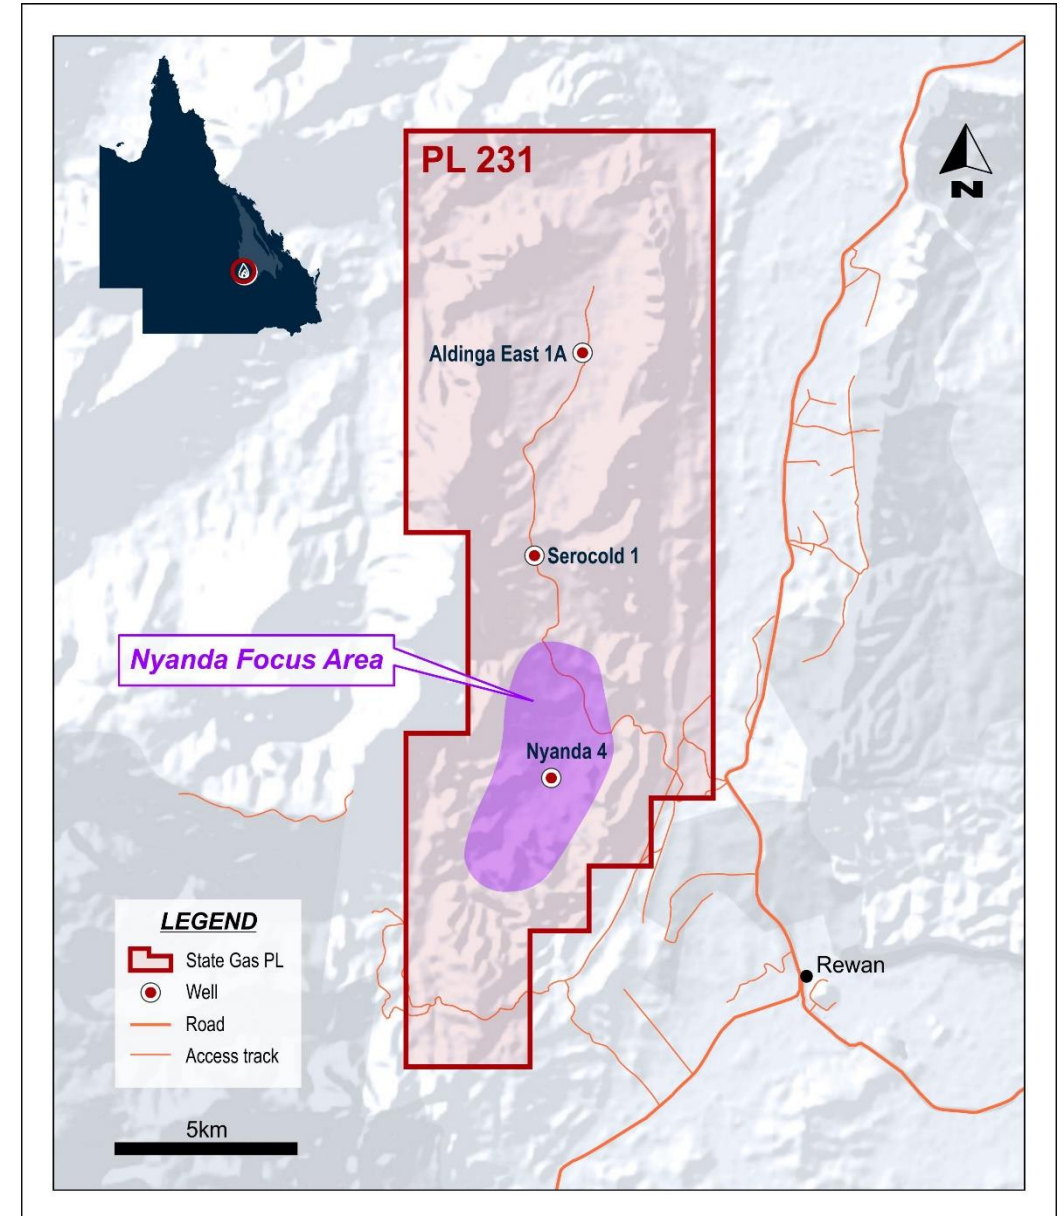 PL 231
N
Aldinga East 1A
Serocold 1
Nyanda Focus Area
Nyanda 4
LEGEND
State Gas PL
Well
Road
Access track
Rewan
5km